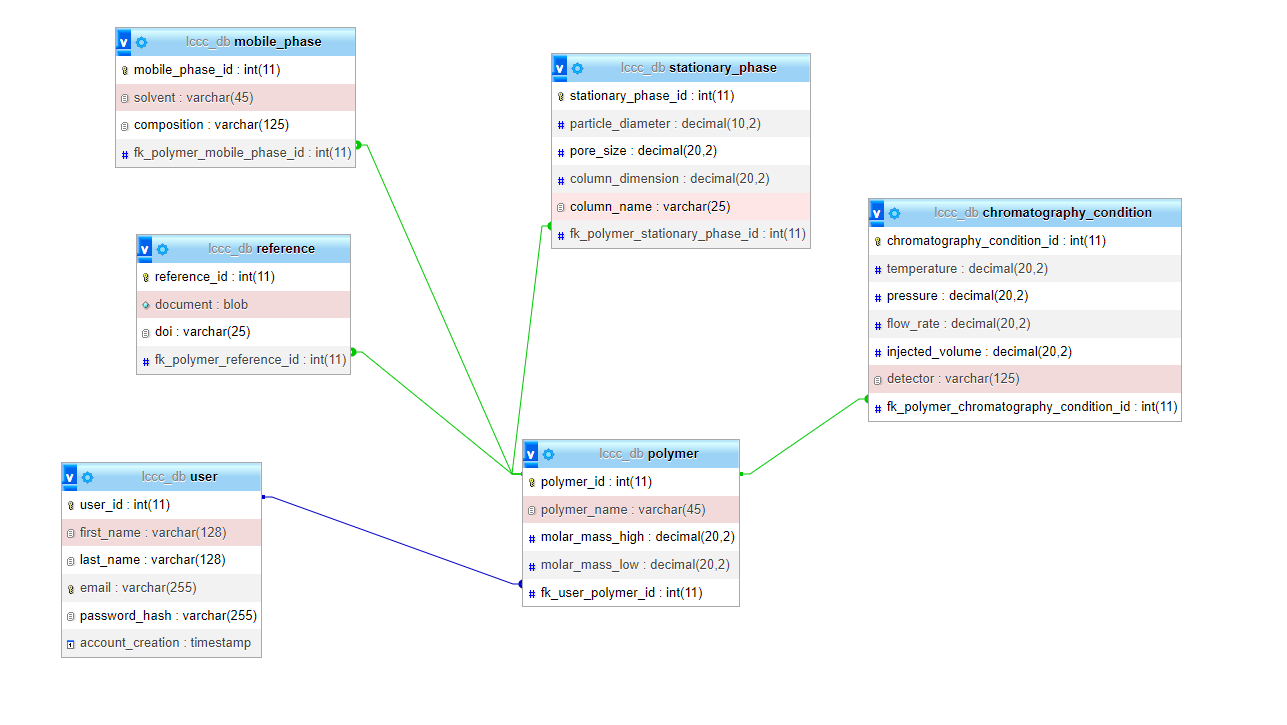 v lccc_db mobile_phase
mobile_phase_id : int(11)
solvent : varchar(45)
composition : varchar(125)
# fk_polymer_mobile_phase_id : int(11)
v lccc_db stationary_phase
stationary_phase_id : int(11)
# particle_diameter : decimal(10,2)
# pore_size : decimal(20,2)
# column_dimension : decimal(20,2)
column_name : varchar(25)
# fk_polymer_stationary_phase_id : int(11)
v lccc_db chromatography_condition
chromatography_condition_id : int(11)
# temperature : decimal(20,2)
# pressure : decimal(20,2)
# flow_rate : decimal(20,2)
# injected_volume : decimal(20,2)
detector : varchar(125)
# fk_polymer_chromatography_condition_id : int(11)
v lccc_db reference
reference_id : int(11)
document : blob
doi : varchar(25)
# fk_polymer_reference_id : int(11)
v lccc_db polymer
polymer_id : int(11)
polymer_name : varchar(45)
# molar_mass_high : decimal(20,2)
# molar_mass_low : decimal(20,2)
# fk_user_polymer_id : int(11)
v lccc_db user
user_id : int(11)
first_name : varchar(128)
last_name : varchar(128)
email : varchar(255)
password_hash : varchar(255)
account_creation : timestamp